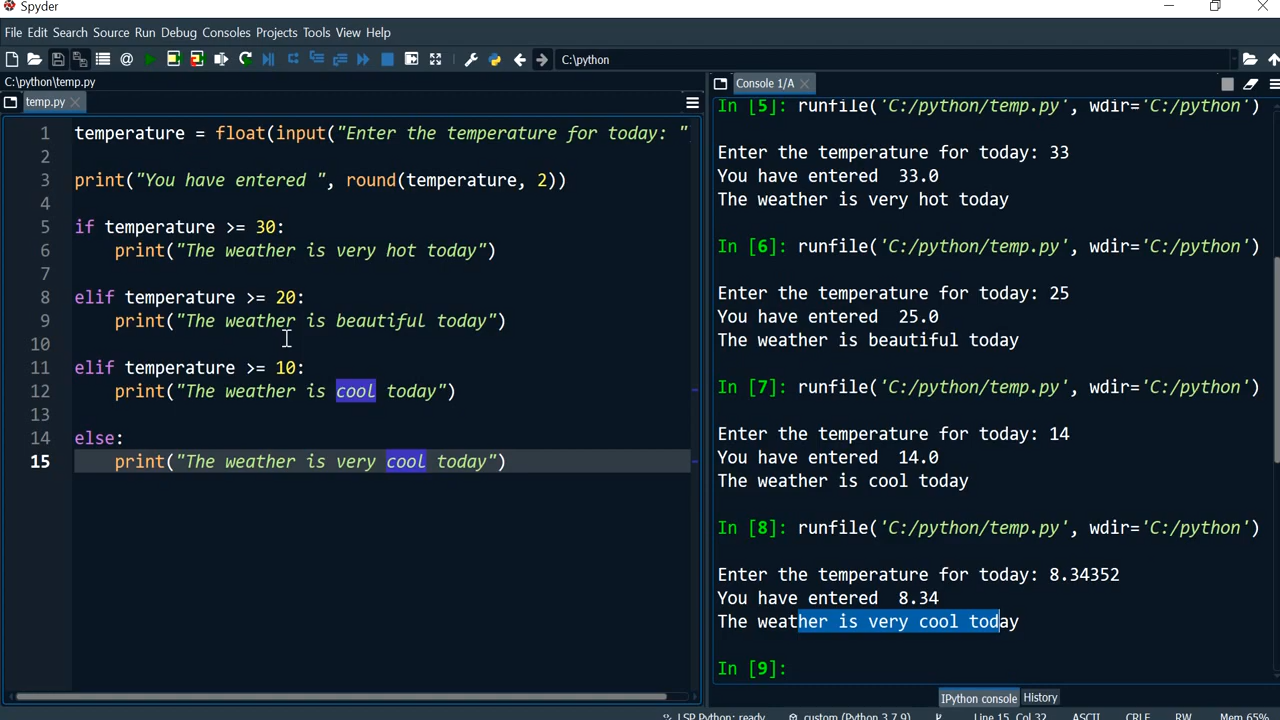 Spyder
File Edit Search Source Run Debug Consoles Projects Tools View Help
C:\python
C:\python\temp.py
temp.py
1 temperature = float(input("Enter the temperature for today: "
2
3 print("You have entered ", round(temperature, 2))
4
5 if temperature >= 30:
6 print("The weather is very hot today")
7
8 elif temperature >= 20:
9 print("The weather is beautiful today")
10
11 elif temperature >= 10:
12 print("The weather is cool today")
13
14 else:
15 print("The weather is very cool today")
Console 1/A
In [5]: runfile('C:/python/temp.py', wdir='C:/python')
Enter the temperature for today: 33
You have entered  33.0
The weather is very hot today
In [6]: runfile('C:/python/temp.py', wdir='C:/python')
Enter the temperature for today: 25
You have entered  25.0
The weather is beautiful today
In [7]: runfile('C:/python/temp.py', wdir='C:/python')
Enter the temperature for today: 14
You have entered  14.0
The weather is cool today
In [8]: runfile('C:/python/temp.py', wdir='C:/python')
Enter the temperature for today: 8.34352
You have entered  8.34
The weather is very cool today
In [9]:
IPython console History
LSP Python: ready custom (Python 3.7.9) Line 15, Col 32 ASCII CRLF RW Mem 65%